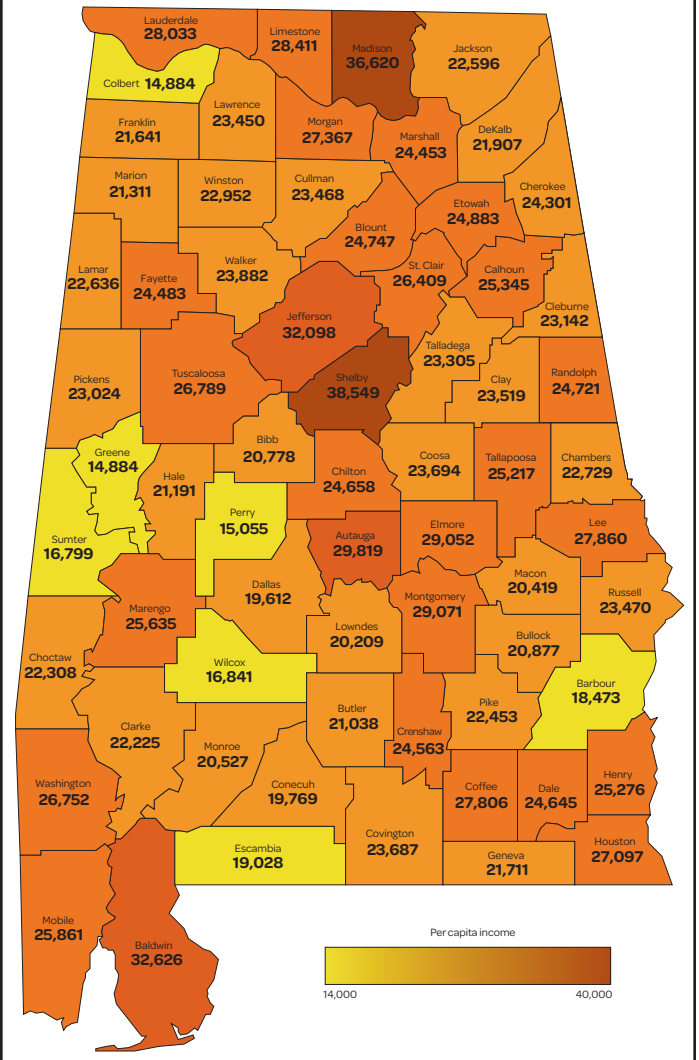 Lauderdale
28,033
Limestone
28,411
Madison
36,620
Jackson
22,596
Colbert 14,884
Lawrence
23,450
Franklin
21,641
Morgan
27,367
Marshall
24,453
DeKalb
21,907
Marion
21,311
Winston
22,952
Cullman
23,468
Cherokee
24,301
Etowah
24,883
Blount
24,747
Lamar
22,636
Fayette
24,483
Walker
23,882
St. Clair
26,409
Calhoun
25,345
Cleburne
23,142
Jefferson
32,098
Talladega
23,305
Pickens
23,024
Tuscaloosa
26,789
Shelby
38,549
Clay
23,519
Randolph
24,721
Greene
14,884
Bibb
20,778
Hale
21,191
Chilton
24,658
Coosa
23,694
Tallapoosa
25,217
Chambers
22,729
Sumter
16,799
Perry
15,055
Autauga
29,819
Elmore
29,052
Lee
27,860
Marengo
25,635
Dallas
19,612
Lowndes
20,209
Montgomery
29,071
Macon
20,419
Russell
23,470
Bullock
20,877
Choctaw
22,308
Wilcox
16,841
Barbour
18,473
Clarke
22,225
Monroe
20,527
Butler
21,038
Crenshaw
24,563
Pike
22,453
Washington
26,752
Conecuh
19,769
Coffee
27,806
Dale
24,645
Henry
25,276
Escambia
19,028
Covington
23,687
Geneva
21,711
Houston
27,097
Mobile
25,861
Baldwin
32,626
Per capita income
14,000 40,000